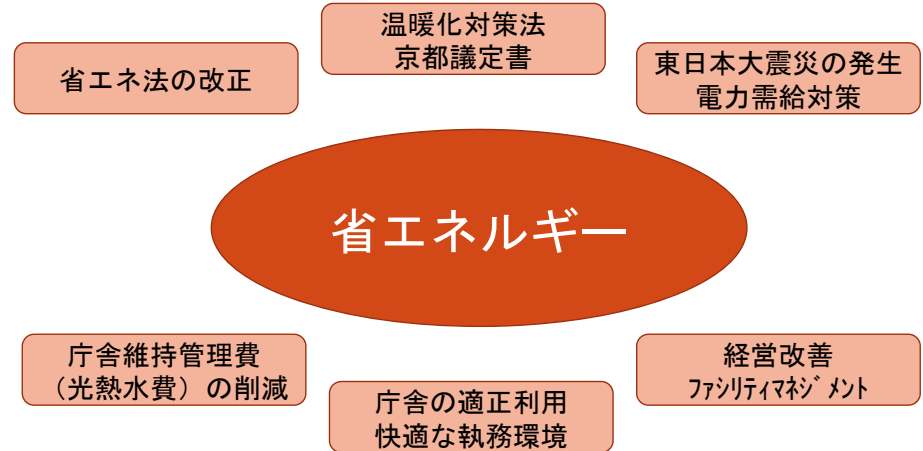 温暖化対策法
京都議定書
省エネ法の改正
東日本大震災の発生
電力需給対策
省エネルギー
庁舎維持管理費
（光熱水費）の削減
経営改善
ﾌｧｼﾘﾃｨﾏﾈｼﾞﾒﾝﾄ
庁舎の適正利用
快適な執務環境